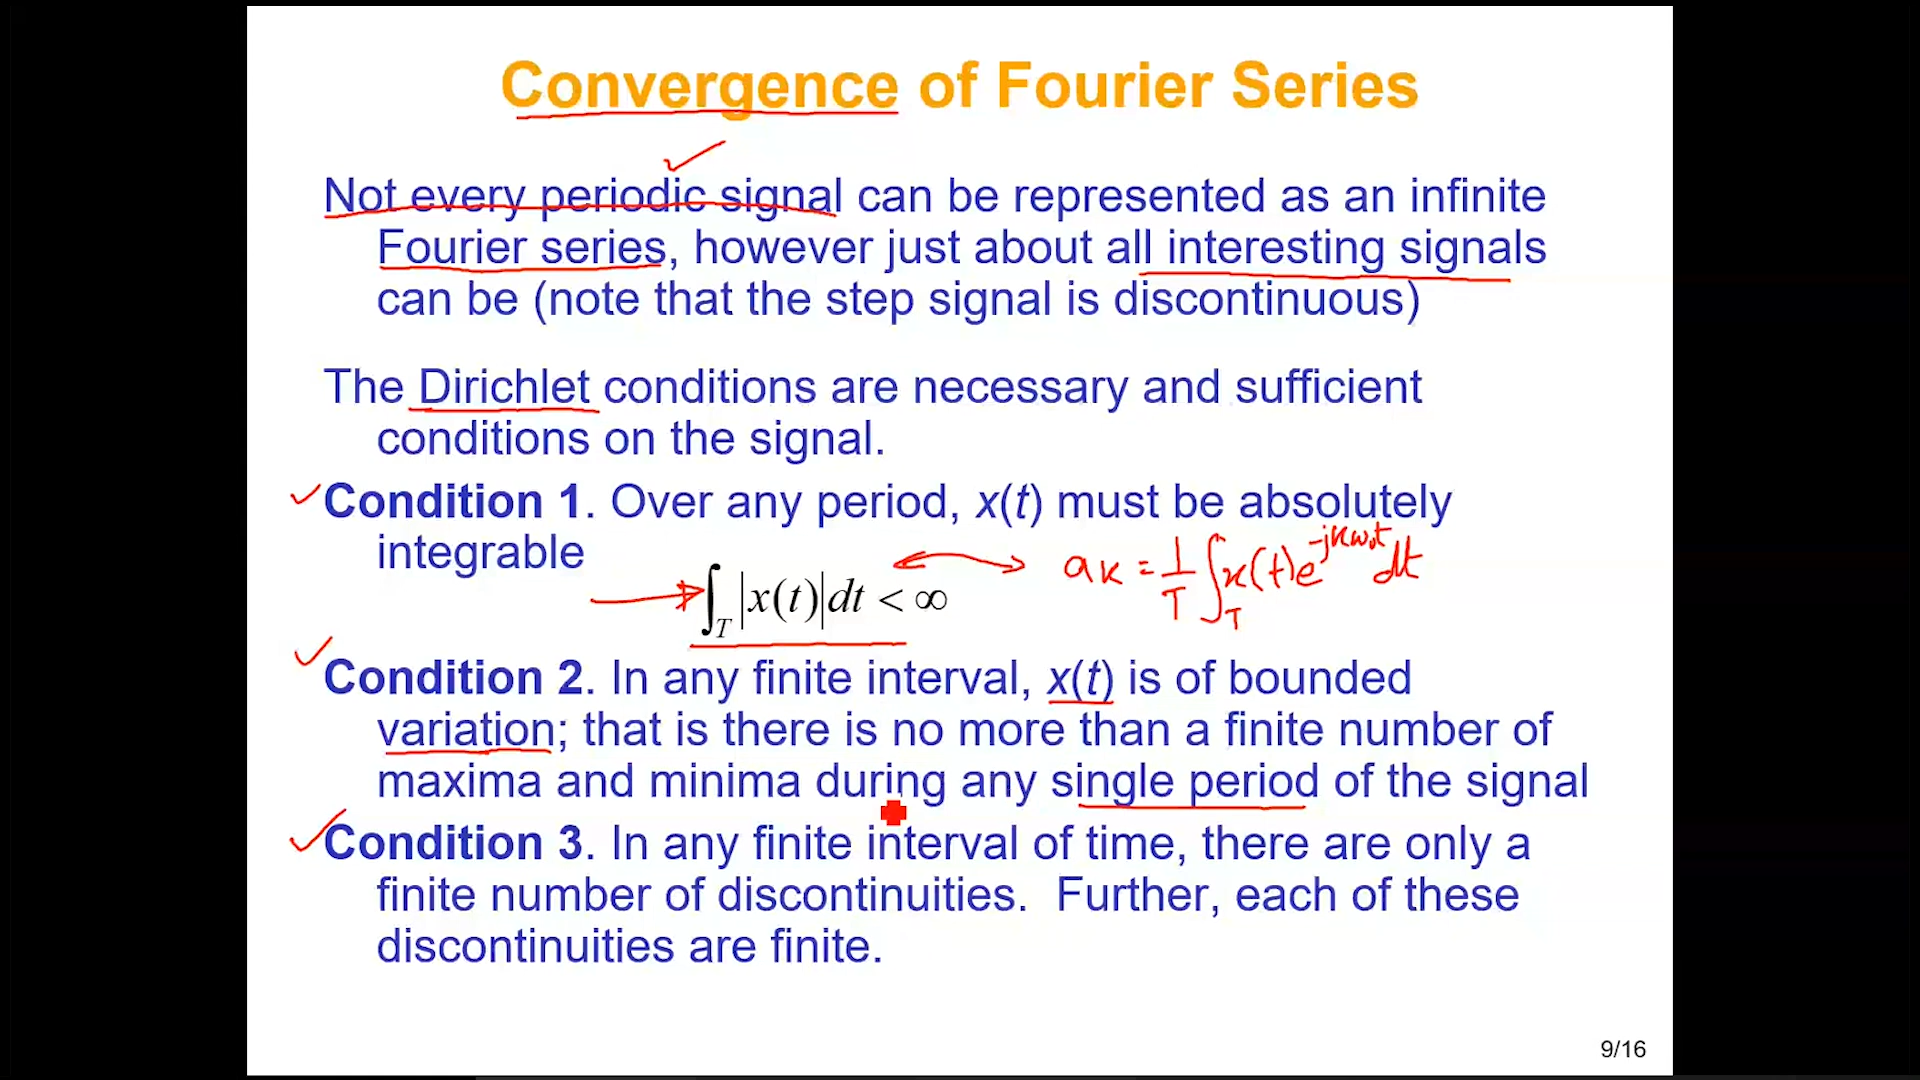 Convergence of Fourier Series
Not every periodic signal can be represented as an infinite
Fourier series, however just about all interesting signals
can be (note that the step signal is discontinuous)
The Dirichlet conditions are necessary and sufficient
conditions on the signal.
Condition 1. Over any period, x(t) must be absolutely
integrable
∫_T |x(t)|dt < ∞
aK = 1/T ∫_T x(t)e^{-jKω₀t} dt
Condition 2. In any finite interval, x(t) is of bounded
variation; that is there is no more than a finite number of
maxima and minima during any single period of the signal
Condition 3. In any finite interval of time, there are only a
finite number of discontinuities. Further, each of these
discontinuities are finite.
9/16